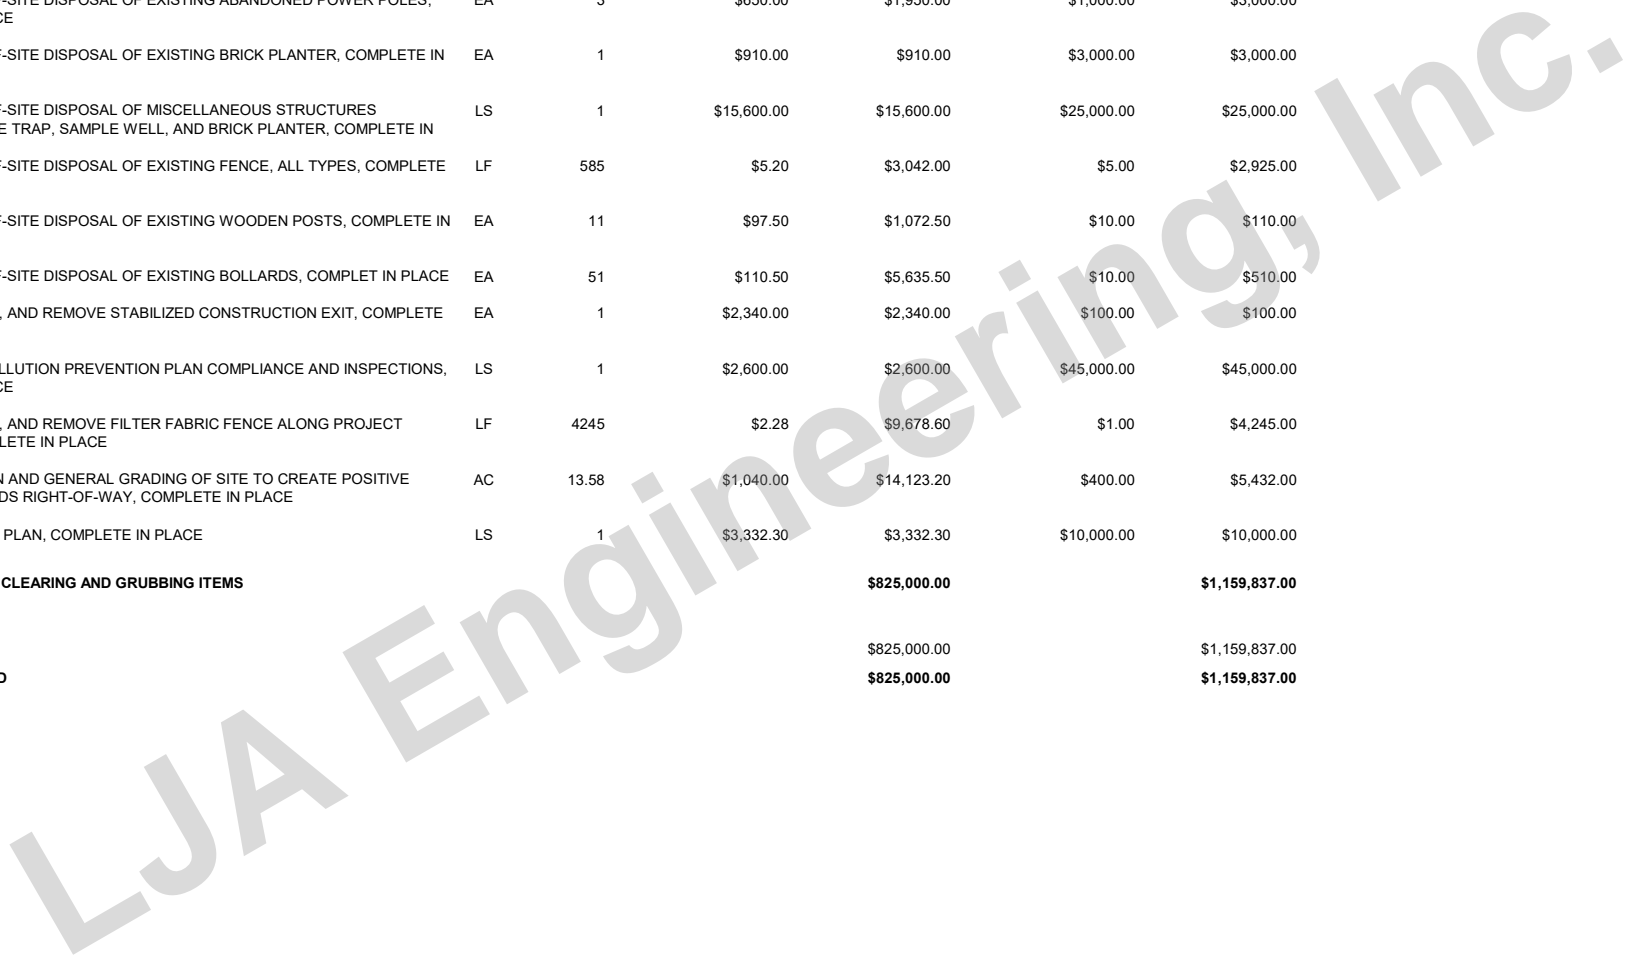 F-SITE DISPOSAL OF EXISTING ABANDONED POWER POLES, EA 3 $650.00 $1,950.00 $1,000.00 $3,000.00
CE
F-SITE DISPOSAL OF EXISTING BRICK PLANTER, COMPLETE IN EA 1 $910.00 $910.00 $3,000.00 $3,000.00
F-SITE DISPOSAL OF MISCELLANEOUS STRUCTURES LS 1 $15,600.00 $15,600.00 $25,000.00 $25,000.00
E TRAP, SAMPLE WELL, AND BRICK PLANTER, COMPLETE IN
F-SITE DISPOSAL OF EXISTING FENCE, ALL TYPES, COMPLETE LF 585 $5.20 $3,042.00 $5.00 $2,925.00
F-SITE DISPOSAL OF EXISTING WOODEN POSTS, COMPLETE IN EA 11 $97.50 $1,072.50 $10.00 $110.00
F-SITE DISPOSAL OF EXISTING BOLLARDS, COMPLET IN PLACE EA 51 $110.50 $5,635.50 $10.00 $510.00
, AND REMOVE STABILIZED CONSTRUCTION EXIT, COMPLETE EA 1 $2,340.00 $2,340.00 $100.00 $100.00
LLUTION PREVENTION PLAN COMPLIANCE AND INSPECTIONS, LS 1 $2,600.00 $2,600.00 $45,000.00 $45,000.00
CE
, AND REMOVE FILTER FABRIC FENCE ALONG PROJECT LF 4245 $2.28 $9,678.60 $1.00 $4,245.00
LETE IN PLACE
N AND GENERAL GRADING OF SITE TO CREATE POSITIVE AC 13.58 $1,040.00 $14,123.20 $400.00 $5,432.00
DS RIGHT-OF-WAY, COMPLETE IN PLACE
PLAN, COMPLETE IN PLACE LS 1 $3,332.30 $3,332.30 $10,000.00 $10,000.00
CLEARING AND GRUBBING ITEMS $825,000.00 $1,159,837.00
$825,000.00 $1,159,837.00
D $825,000.00 $1,159,837.00
LJA Engineering, Inc.